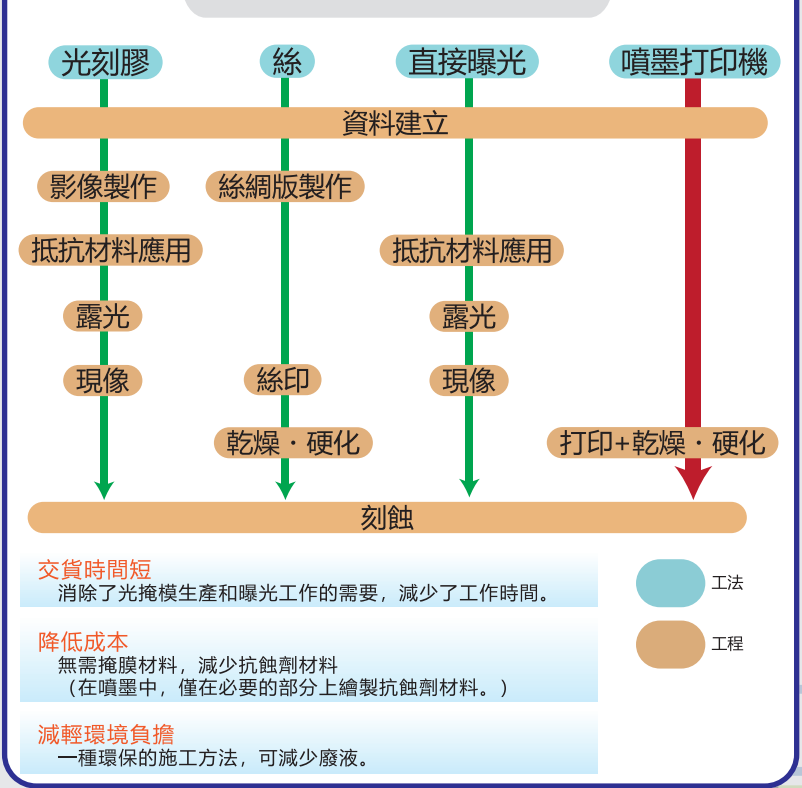 光刻膠 絲 直接曝光 噴墨打印機
資料建立
影像製作 絲綢版製作
抵抗材料應用 抵抗材料應用
露光 露光
現像 絲印 現像
乾燥・硬化 打印+乾燥・硬化
刻蝕
交貨時間短
消除了光掩模生產和曝光工作的需要，減少了工作時間。
降低成本
無需掩膜材料，減少抗蝕劑材料
（在噴墨中，僅在必要的部分上繪製抗蝕劑材料。）
減輕環境負擔
一種環保的施工方法，可減少廢液。
工法
工程